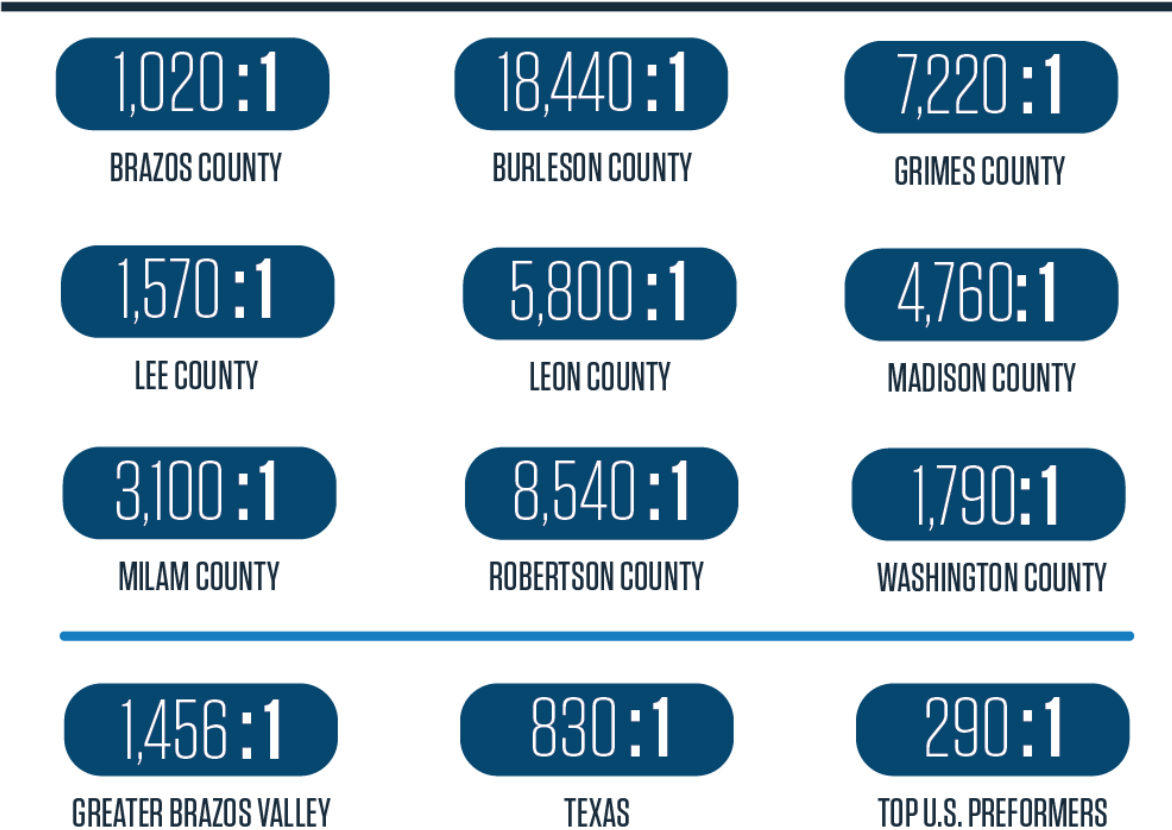 1,020 :1
BRAZOS COUNTY
18,440 :1
BURLESON COUNTY
7,220 :1
GRIMES COUNTY
1,570 :1
LEE COUNTY
5,800 :1
LEON COUNTY
4,760:1
MADISON COUNTY
3,100 :1
MILAM COUNTY
8,540 :1
ROBERTSON COUNTY
1,790:1
WASHINGTON COUNTY
1,456 :1
GREATER BRAZOS VALLEY
830 :1
TEXAS
290 :1
TOP U.S. PREFORMERS